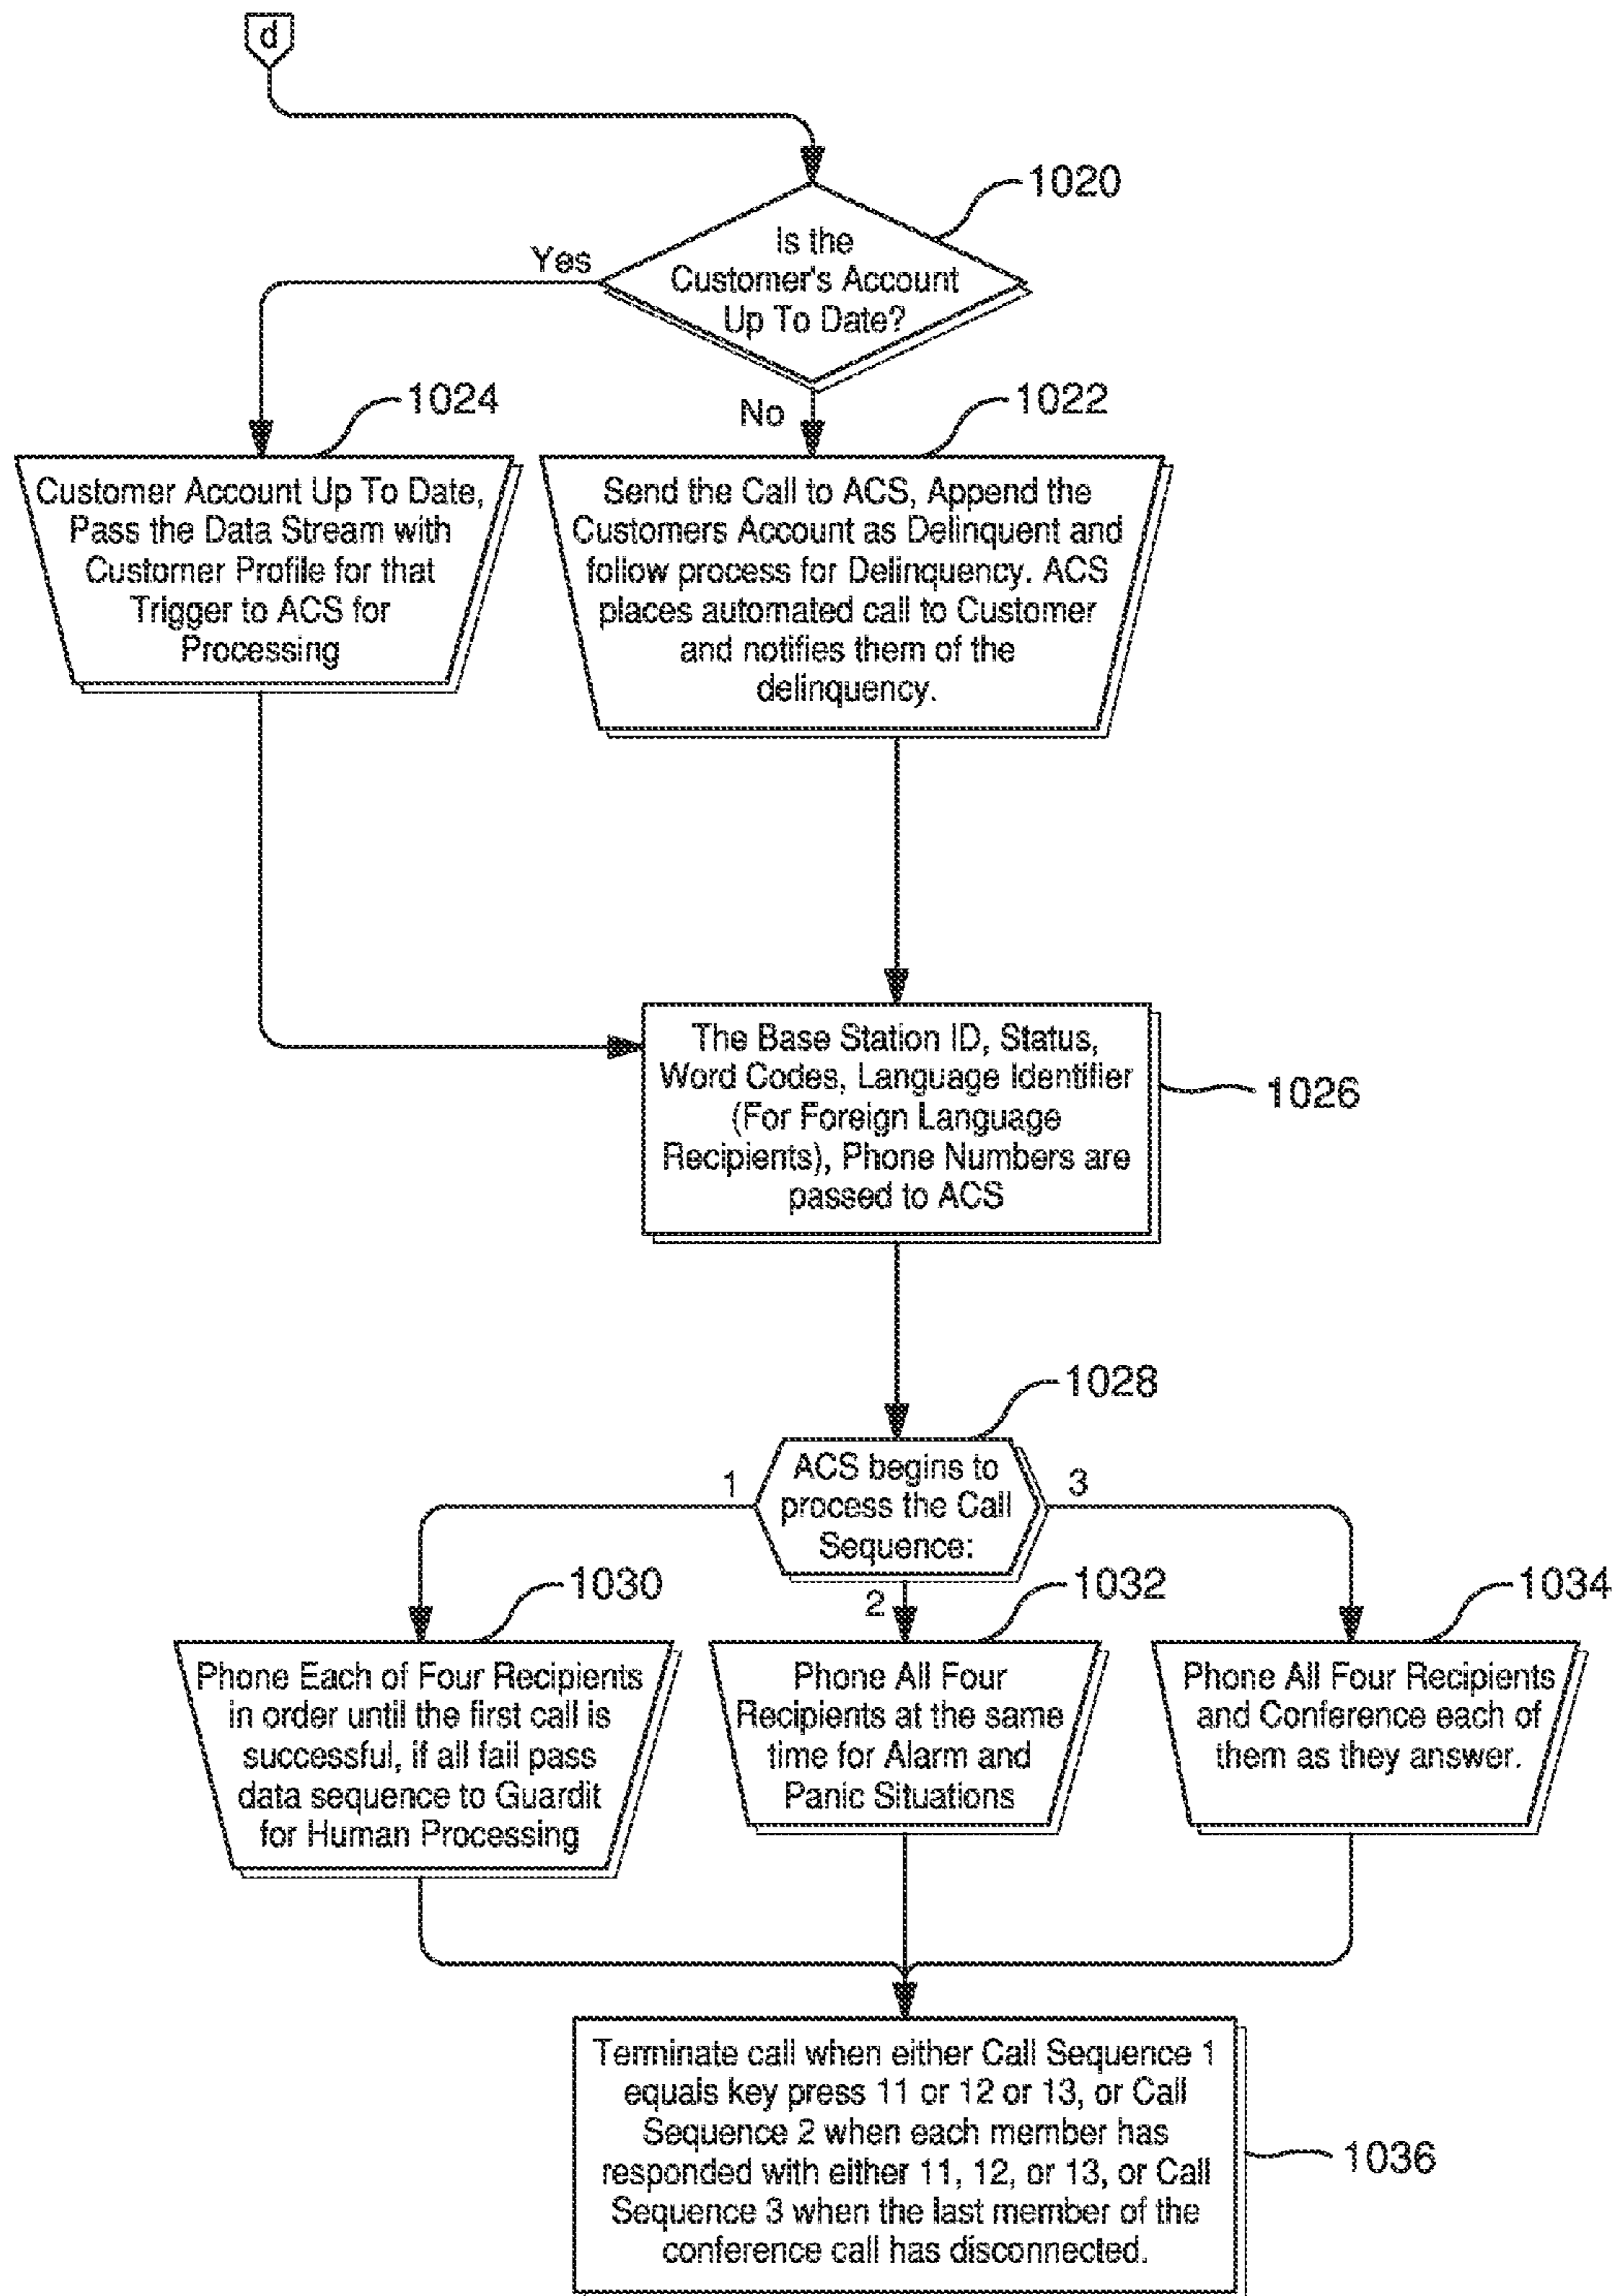 d
1020
Is the
Customer's Account
Up To Date?
Yes
No
1024
Customer Account Up To Date,
Pass the Data Stream with
Customer Profile for that
Trigger to ACS for
Processing
1022
Send the Call to ACS, Append the
Customers Account as Delinquent and
follow process for Delinquency. ACS
places automated call to Customer
and notifies them of the
delinquency.
The Base Station ID, Status,
Word Codes, Language Identifier
(For Foreign Language
Recipients), Phone Numbers are
passed to ACS
1026
1028
ACS begins to
process the Call
Sequence:
1
2
3
1030
Phone Each of Four Recipients
in order until the first call is
successful, if all fail pass
data sequence to Guardit
for Human Processing
1032
Phone All Four
Recipients at the same
time for Alarm and
Panic Situations
1034
Phone All Four Recipients
and Conference each of
them as they answer.
Terminate call when either Call Sequence 1
equals key press 11 or 12 or 13, or Call
Sequence 2 when each member has
responded with either 11, 12, or 13, or Call
Sequence 3 when the last member of the
conference call has disconnected.
1036